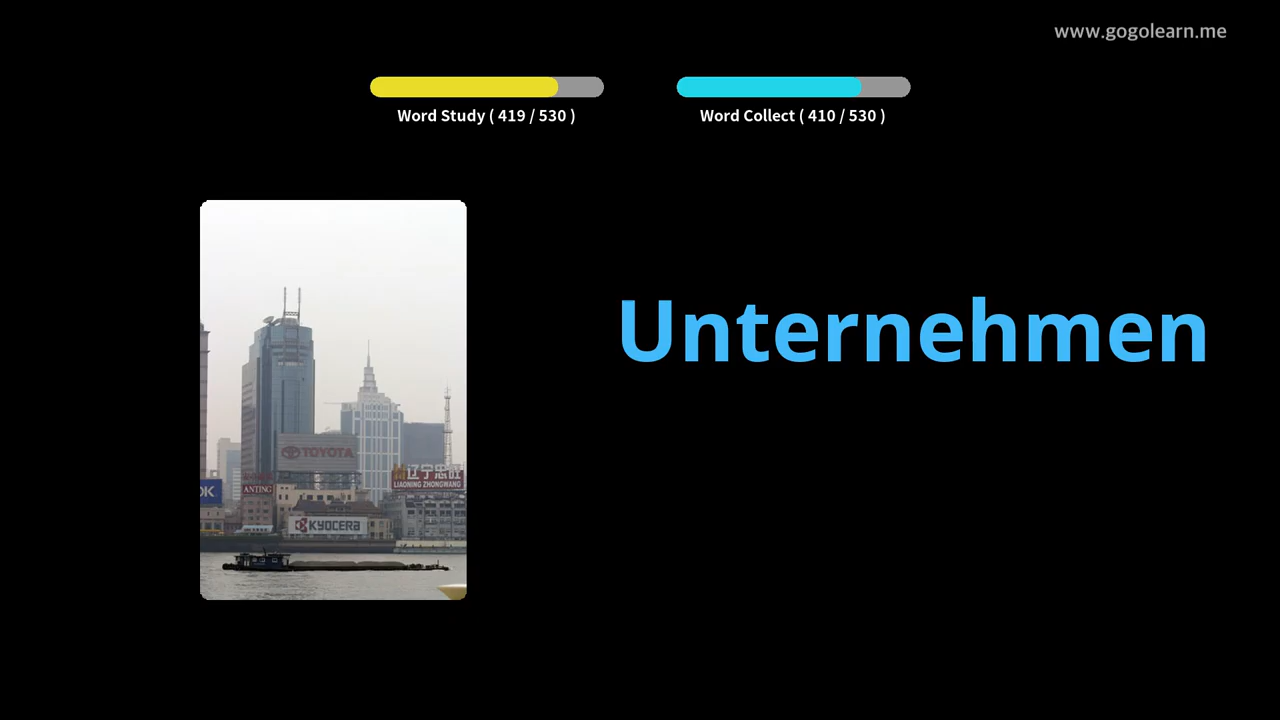 www.gogolearn.me
Word Study ( 419 / 530 )
Word Collect ( 410 / 530 )
Unternehmen
TOYOTA
辽宁忠旺
LIAONING ZHONGWANG
OK
ANTING
KYOCERA